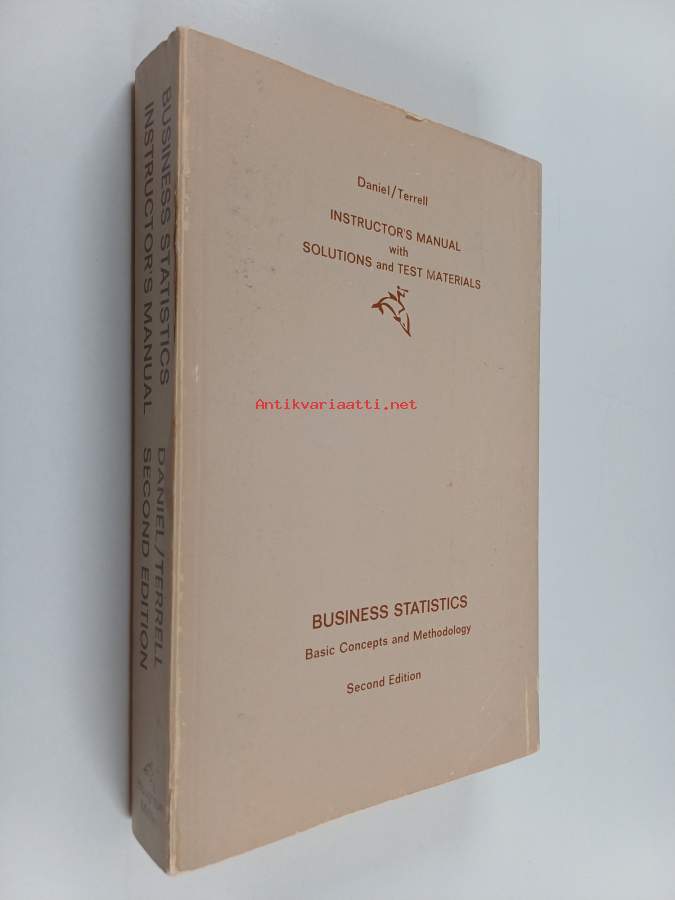 Daniel/Terrell
INSTRUCTOR'S MANUAL
with
SOLUTIONS and TEST MATERIALS
Antikvariaatti.net
BUSINESS STATISTICS
Basic Concepts and Methodology
Second Edition
BUSINESS STATISTICS DANIEL/TERRELL
INSTRUCTOR'S MANUAL SECOND EDITION